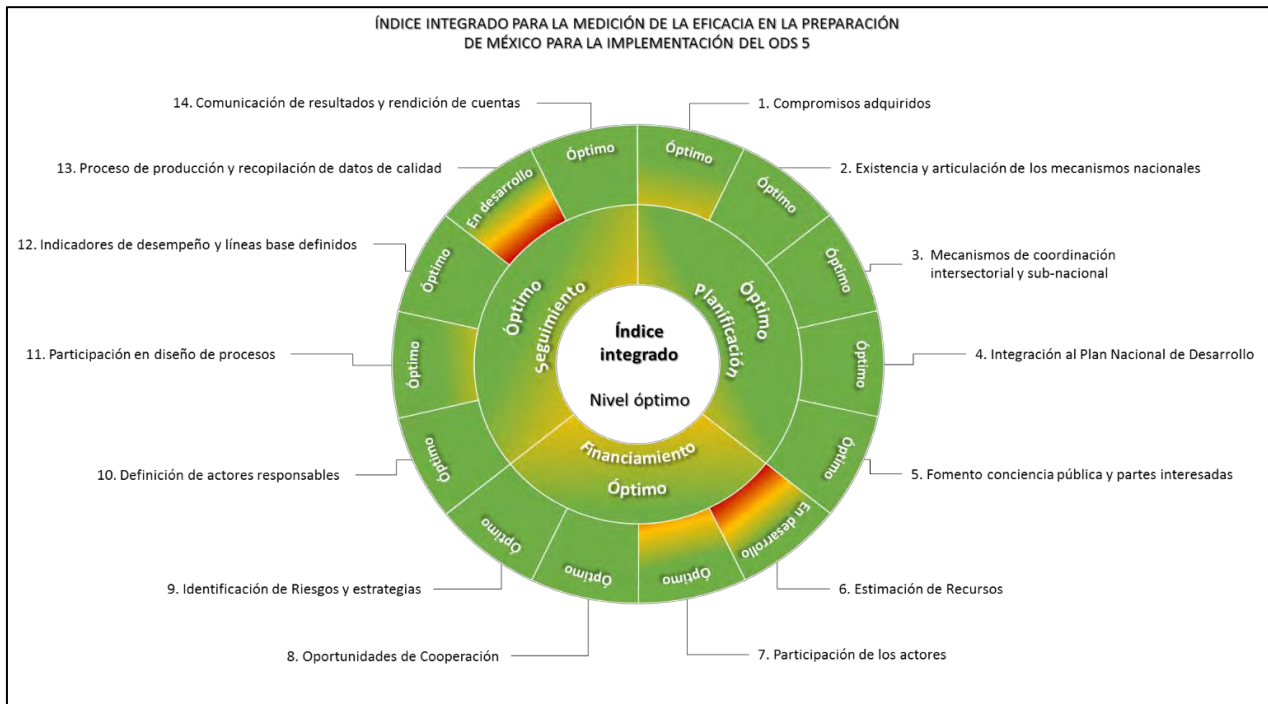 ÍNDICE INTEGRADO PARA LA MEDICIÓN DE LA EFICACIA EN LA PREPARACIÓN
DE MÉXICO PARA LA IMPLEMENTACIÓN DEL ODS 5
14. Comunicación de resultados y rendición de cuentas
1. Compromisos adquiridos
13. Proceso de producción y recopilación de datos de calidad
2. Existencia y articulación de los mecanismos nacionales
12. Indicadores de desempeño y líneas base definidos
3. Mecanismos de coordinación
intersectorial y sub-nacional
11. Participación en diseño de procesos
4. Integración al Plan Nacional de Desarrollo
10. Definición de actores responsables
5. Fomento conciencia pública y partes interesadas
9. Identificación de Riesgos y estrategias
6. Estimación de Recursos
8. Oportunidades de Cooperación
7. Participación de los actores
Óptimo
Óptimo
Óptimo
Óptimo
Óptimo
En desarrollo
Óptimo
Óptimo
Óptimo
Óptimo
Óptimo
Óptimo
En desarrollo
Óptimo
Óptimo
Planificación
Financiamiento
Óptimo
Óptimo
Seguimiento
Índice
integrado
Nivel óptimo